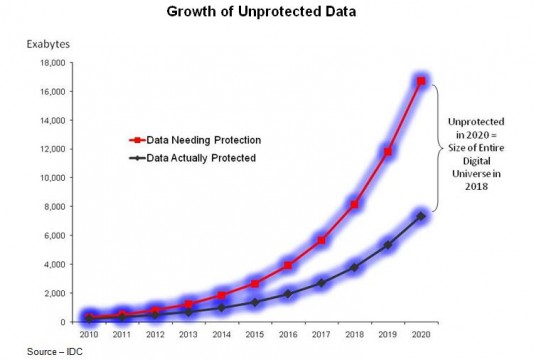 Growth of Unprotected Data
Exabytes
18,000
16,000
14,000
12,000
10,000
8,000
6,000
4,000
2,000
0
Data Needing Protection
Data Actually Protected
Unprotected
in 2020 =
Size of Entire
Digital
Universe in
2018
2010 2011 2012 2013 2014 2015 2016 2017 2018 2019 2020
Source – IDC